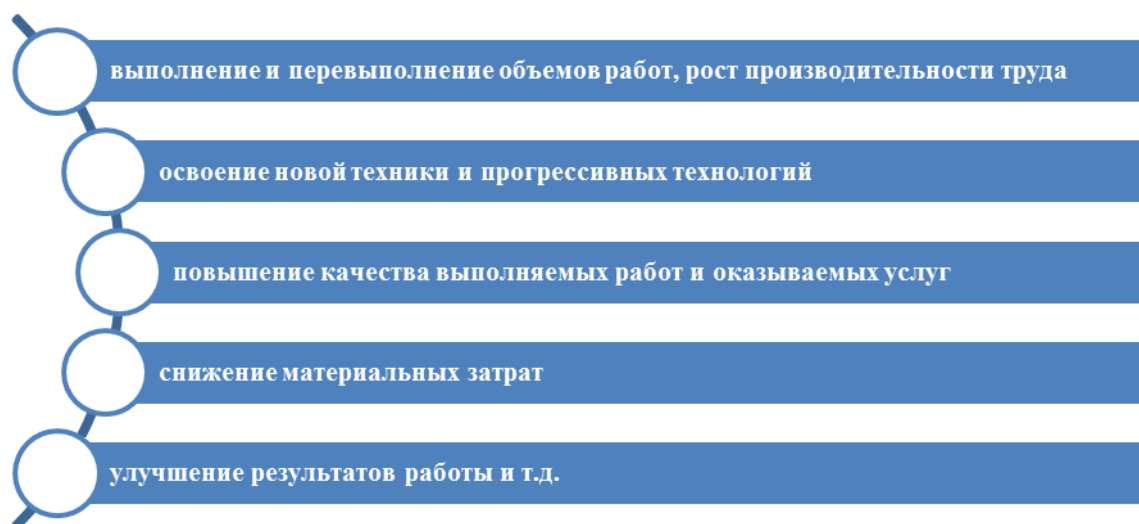 выполнение и перевыполнение объемов работ, рост производительности труда
освоение новой техники и прогрессивных технологий
повышение качества выполняемых работ и оказываемых услуг
снижение материальных затрат
улучшение результатов работы и т.д.